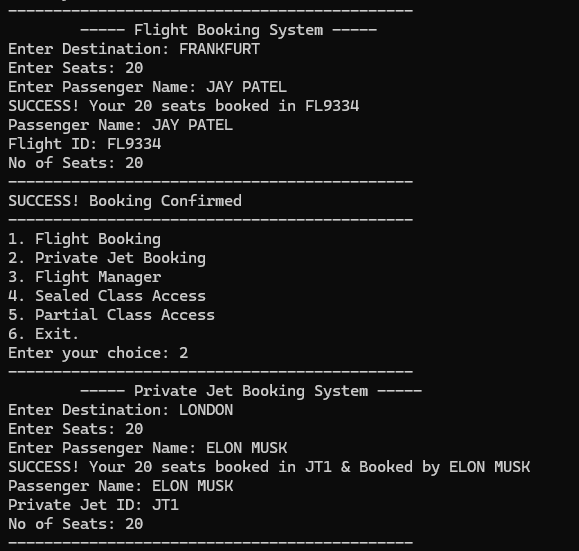 ---------------------------------------------
        ----- Flight Booking System -----
Enter Destination: FRANKFURT
Enter Seats: 20
Enter Passenger Name: JAY PATEL
SUCCESS! Your 20 seats booked in FL9334
Passenger Name: JAY PATEL
Flight ID: FL9334
No of Seats: 20
---------------------------------------------
SUCCESS! Booking Confirmed
---------------------------------------------
1. Flight Booking
2. Private Jet Booking
3. Flight Manager
4. Sealed Class Access
5. Partial Class Access
6. Exit.
Enter your choice: 2
---------------------------------------------
        ----- Private Jet Booking System -----
Enter Destination: LONDON
Enter Seats: 20
Enter Passenger Name: ELON MUSK
SUCCESS! Your 20 seats booked in JT1 & Booked by ELON MUSK
Passenger Name: ELON MUSK
Private Jet ID: JT1
No of Seats: 20
---------------------------------------------